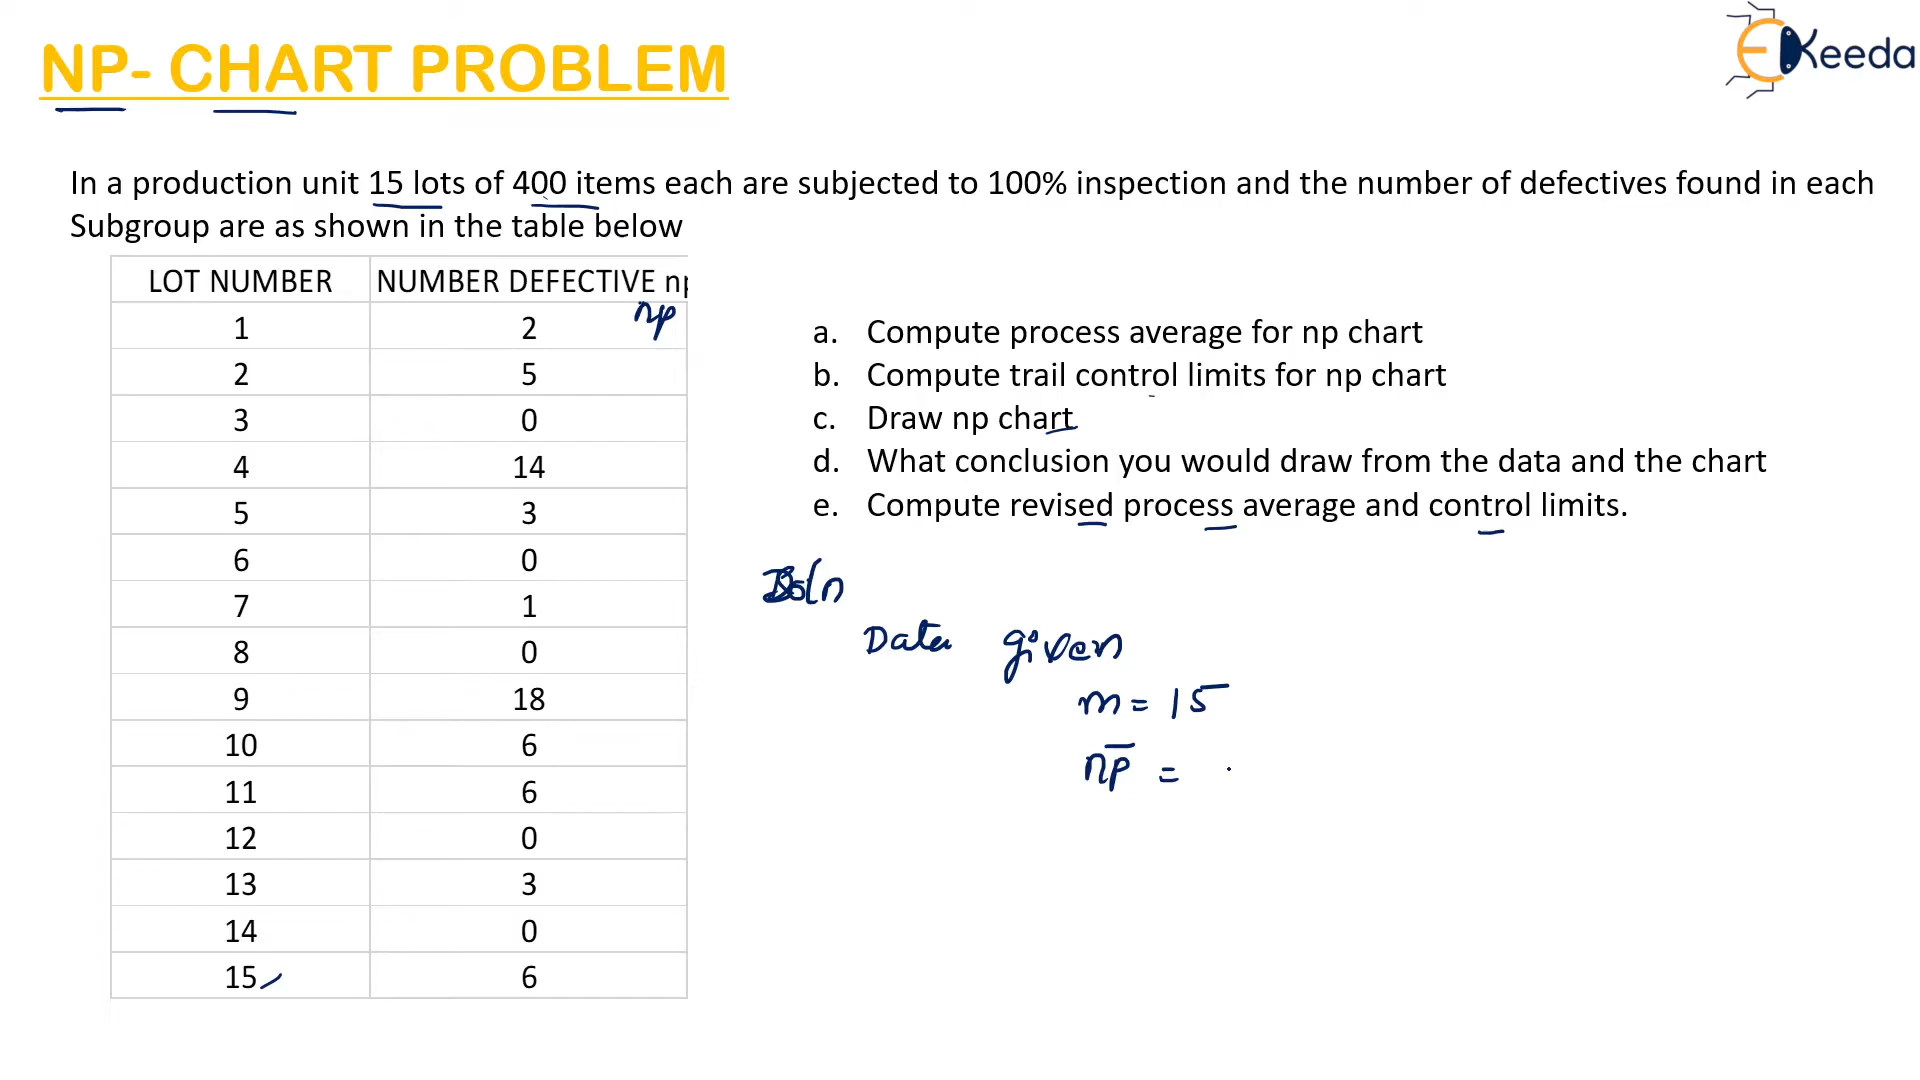 NP- CHART PROBLEM
EKeeda
In a production unit 15 lots of 400 items each are subjected to 100% inspection and the number of defectives found in each
Subgroup are as shown in the table below
LOT NUMBER NUMBER DEFECTIVE np
np
1 2
2 5
3 0
4 14
5 3
6 0
7 1
8 0
9 18
10 6
11 6
12 0
13 3
14 0
15 6
a. Compute process average for np chart
b. Compute trail control limits for np chart
c. Draw np chart
d. What conclusion you would draw from the data and the chart
e. Compute revised process average and control limits.
Soln
Data given
m = 15
np̅ =